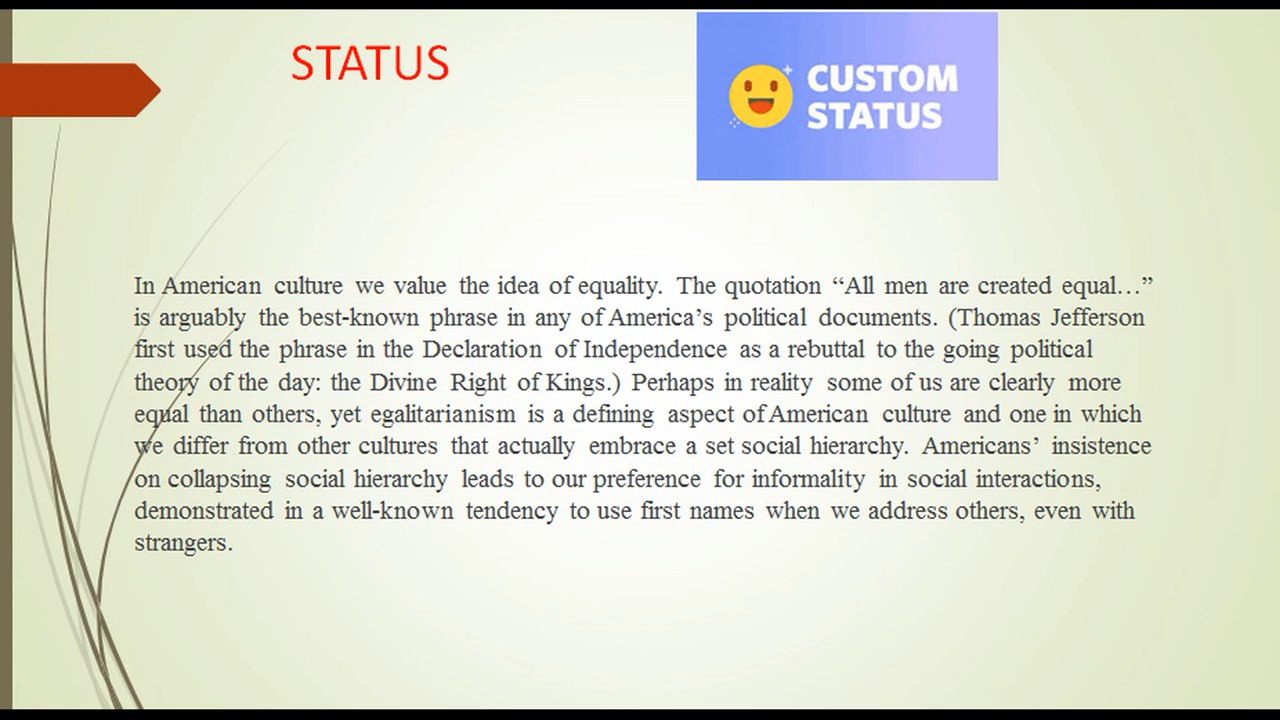 STATUS
CUSTOM
STATUS
In American culture we value the idea of equality. The quotation “All men are created equal…”
is arguably the best-known phrase in any of America’s political documents. (Thomas Jefferson
first used the phrase in the Declaration of Independence as a rebuttal to the going political
theory of the day: the Divine Right of Kings.) Perhaps in reality some of us are clearly more
equal than others, yet egalitarianism is a defining aspect of American culture and one in which
we differ from other cultures that actually embrace a set social hierarchy. Americans’ insistence
on collapsing social hierarchy leads to our preference for informality in social interactions,
demonstrated in a well-known tendency to use first names when we address others, even with
strangers.